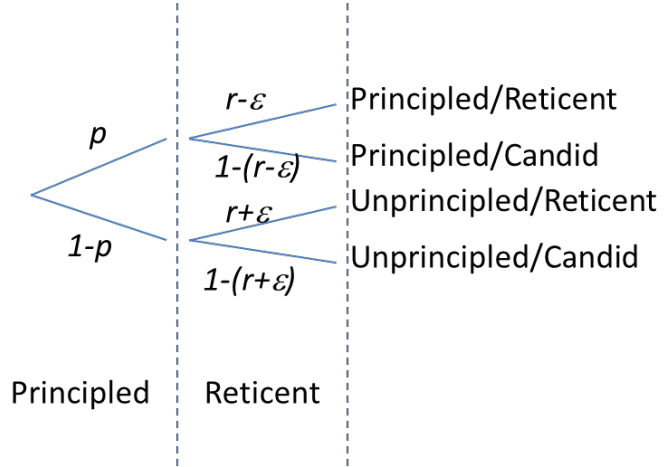 r-ε
Principled/Reticent
p
1-(r-ε)
Principled/Candid
r+ε
Unprincipled/Reticent
1-p
1-(r+ε)
Unprincipled/Candid
Principled
Reticent